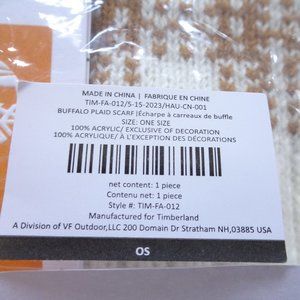 MADE IN CHINA | FABRIQUE EN CHINE
TIM-FA-012/5-15-2023/HAU-CN-001
BUFFALO PLAID SCARF |Écharpe à carreaux de buffle
SIZE: ONE SIZE
100% ACRYLIC/ EXCLUSIVE OF DECORATION
100% ACRYLIQUE/ À L'EXCEPTION DES DÉCORATIONS
net content: 1 piece
Contenu net: 1 piece
Style #: TIM-FA-012
Manufactured for Timberland
A Division of VF Outdoor,LLC 200 Domain Dr Stratham NH,03885 USA
OS